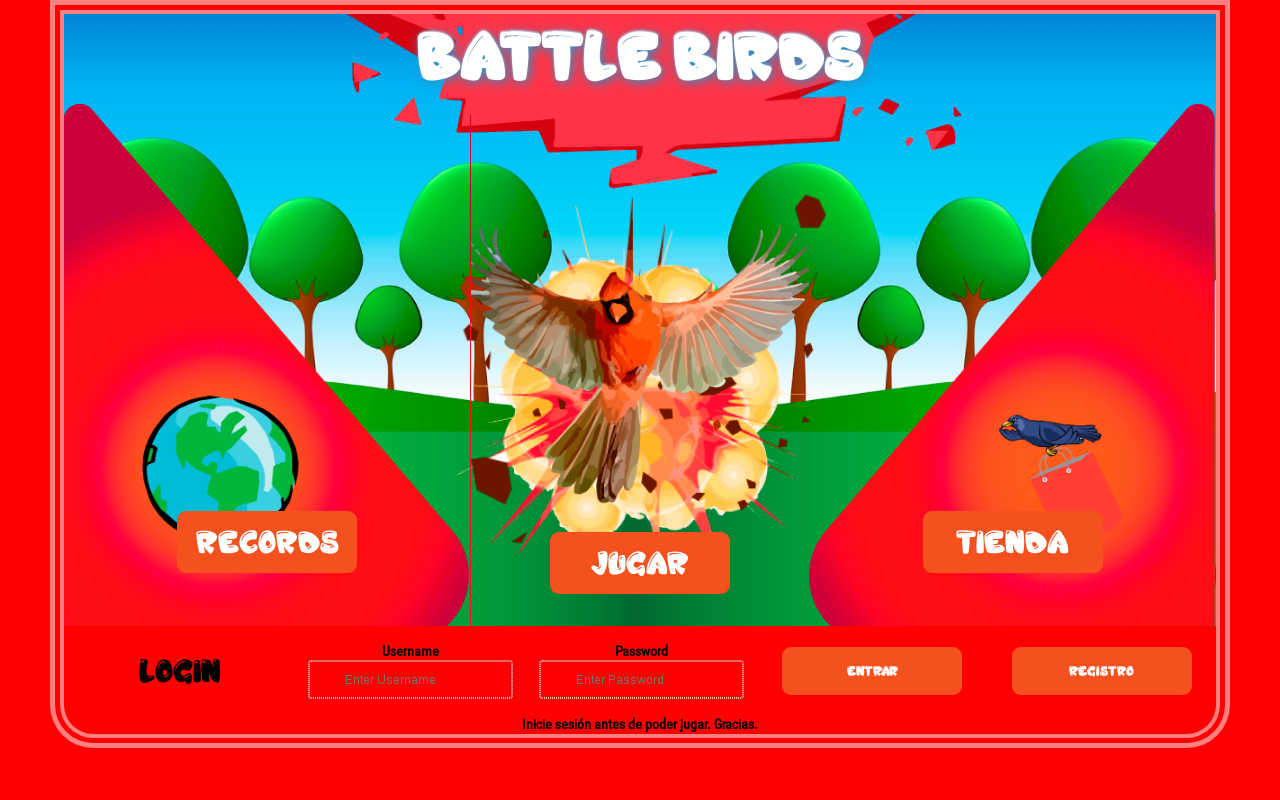 BATTLE BIRDS
RECORDS
JUGAR
TIENDA
LOGIN
Username
Enter Username
Password
Enter Password
ENTRAR
REGISTRO
Inicie sesión antes de poder jugar. Gracias.